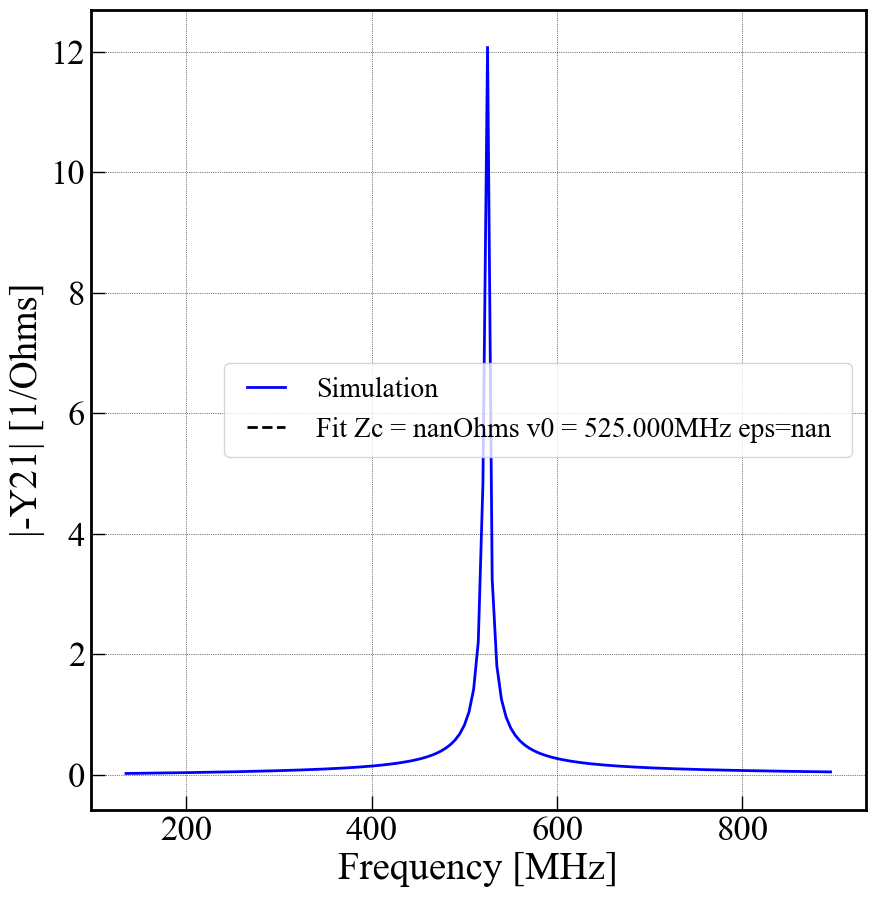 12
10
8
6
4
2
0
|-Y21| [1/Ohms]
Simulation
Fit Zc = nanOhms v0 = 525.000MHz eps=nan
200 400 600 800
Frequency [MHz]